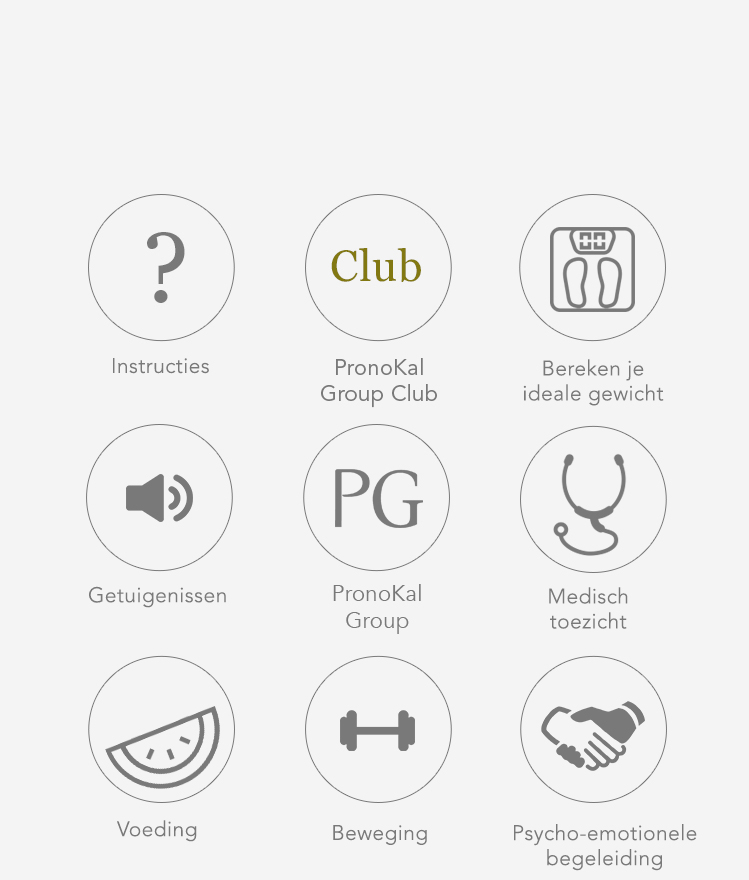 ?
Club
Instructies
PronoKal
Group Club
Bereken je
ideale gewicht
PG
Getuigenissen
PronoKal
Group
Medisch
toezicht
Voeding
Beweging
Psycho-emotionele
begeleiding